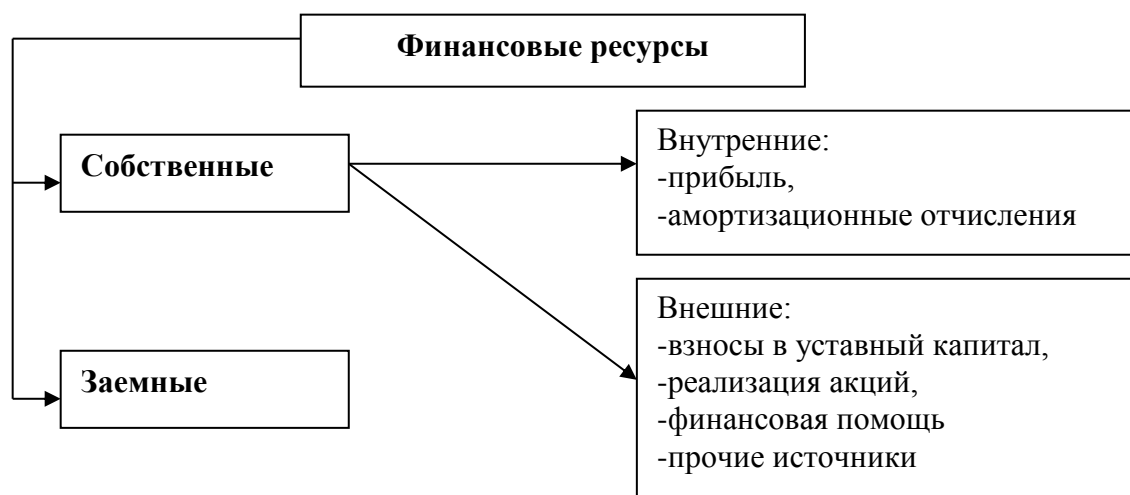 Финансовые ресурсы
Собственные
Внутренние:
-прибыль,
-амортизационные отчисления
Заемные
Внешние:
-взносы в уставный капитал,
-реализация акций,
-финансовая помощь
-прочие источники